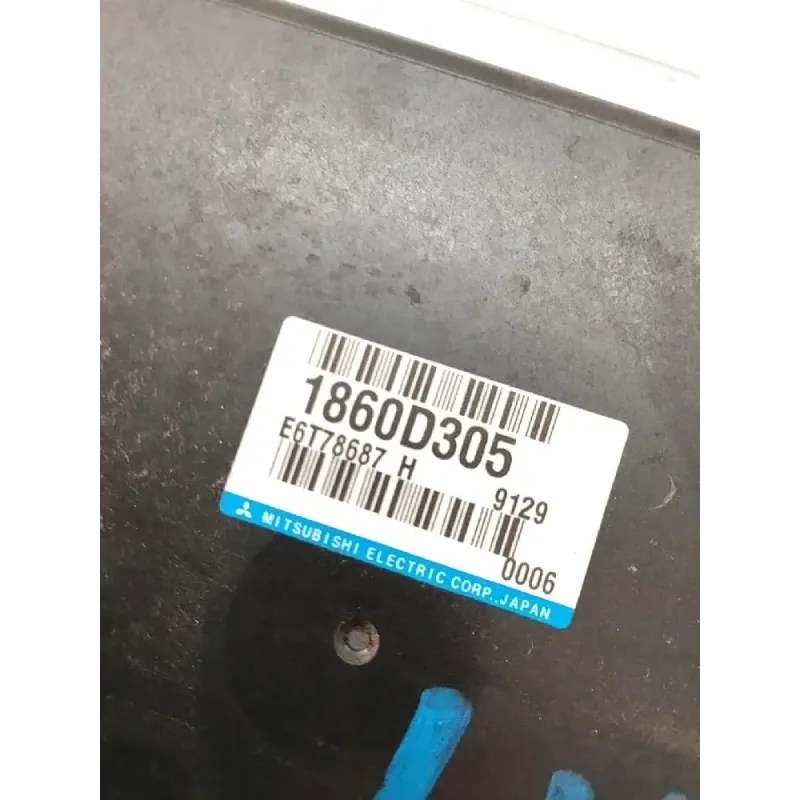 1860D305
E6T78687 H
9129
0006
MITSUBISHI ELECTRIC CORP., JAPAN